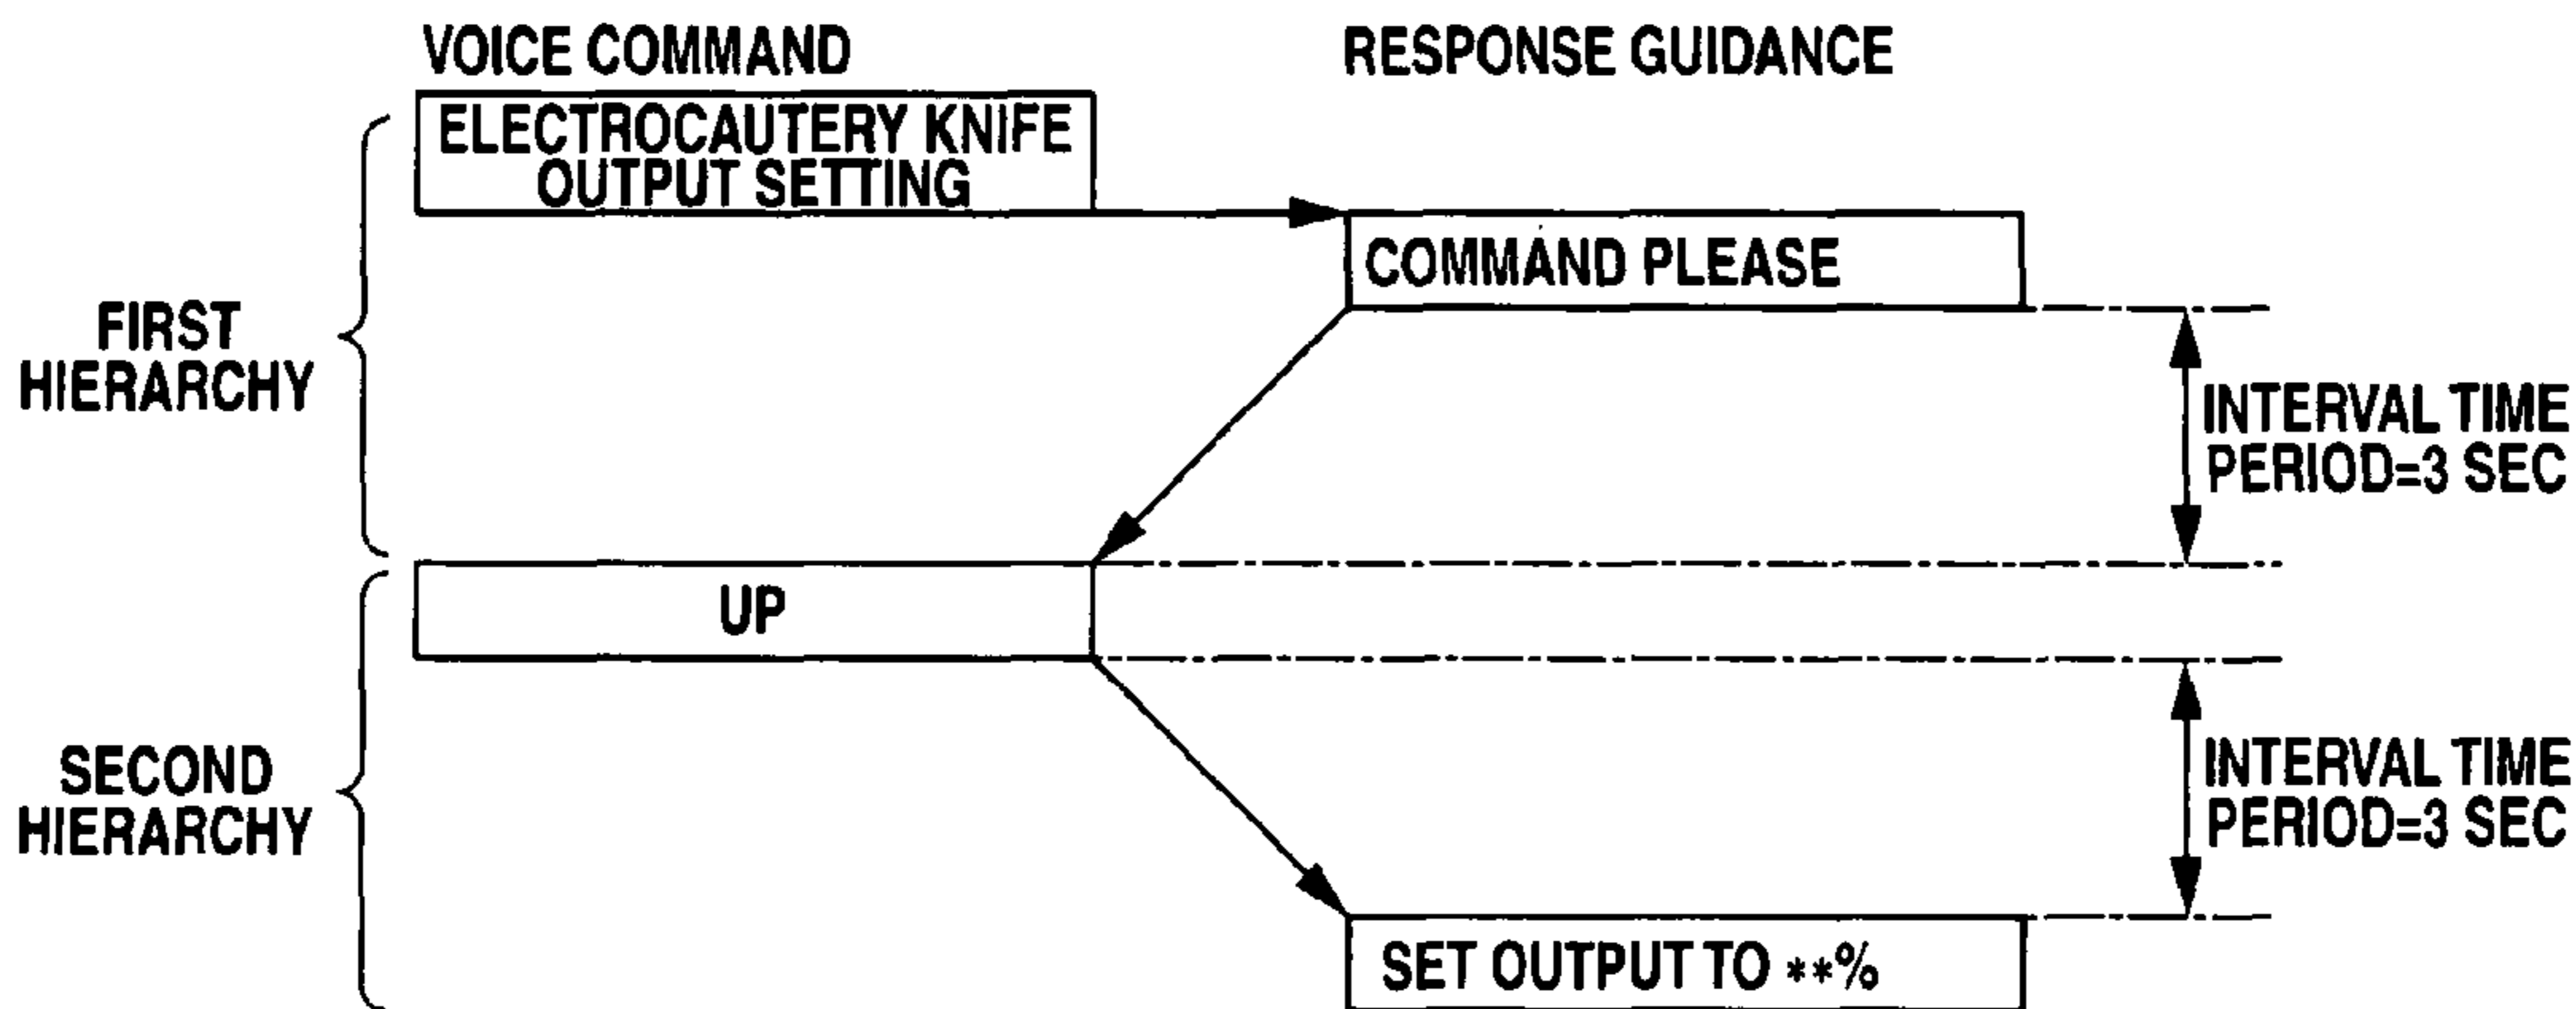 VOICE COMMAND
RESPONSE GUIDANCE
ELECTROCAUTERY KNIFE
OUTPUT SETTING
COMMAND PLEASE
FIRST
HIERARCHY
INTERVAL TIME
PERIOD=3 SEC
UP
SECOND
HIERARCHY
INTERVAL TIME
PERIOD=3 SEC
SET OUTPUT TO **%